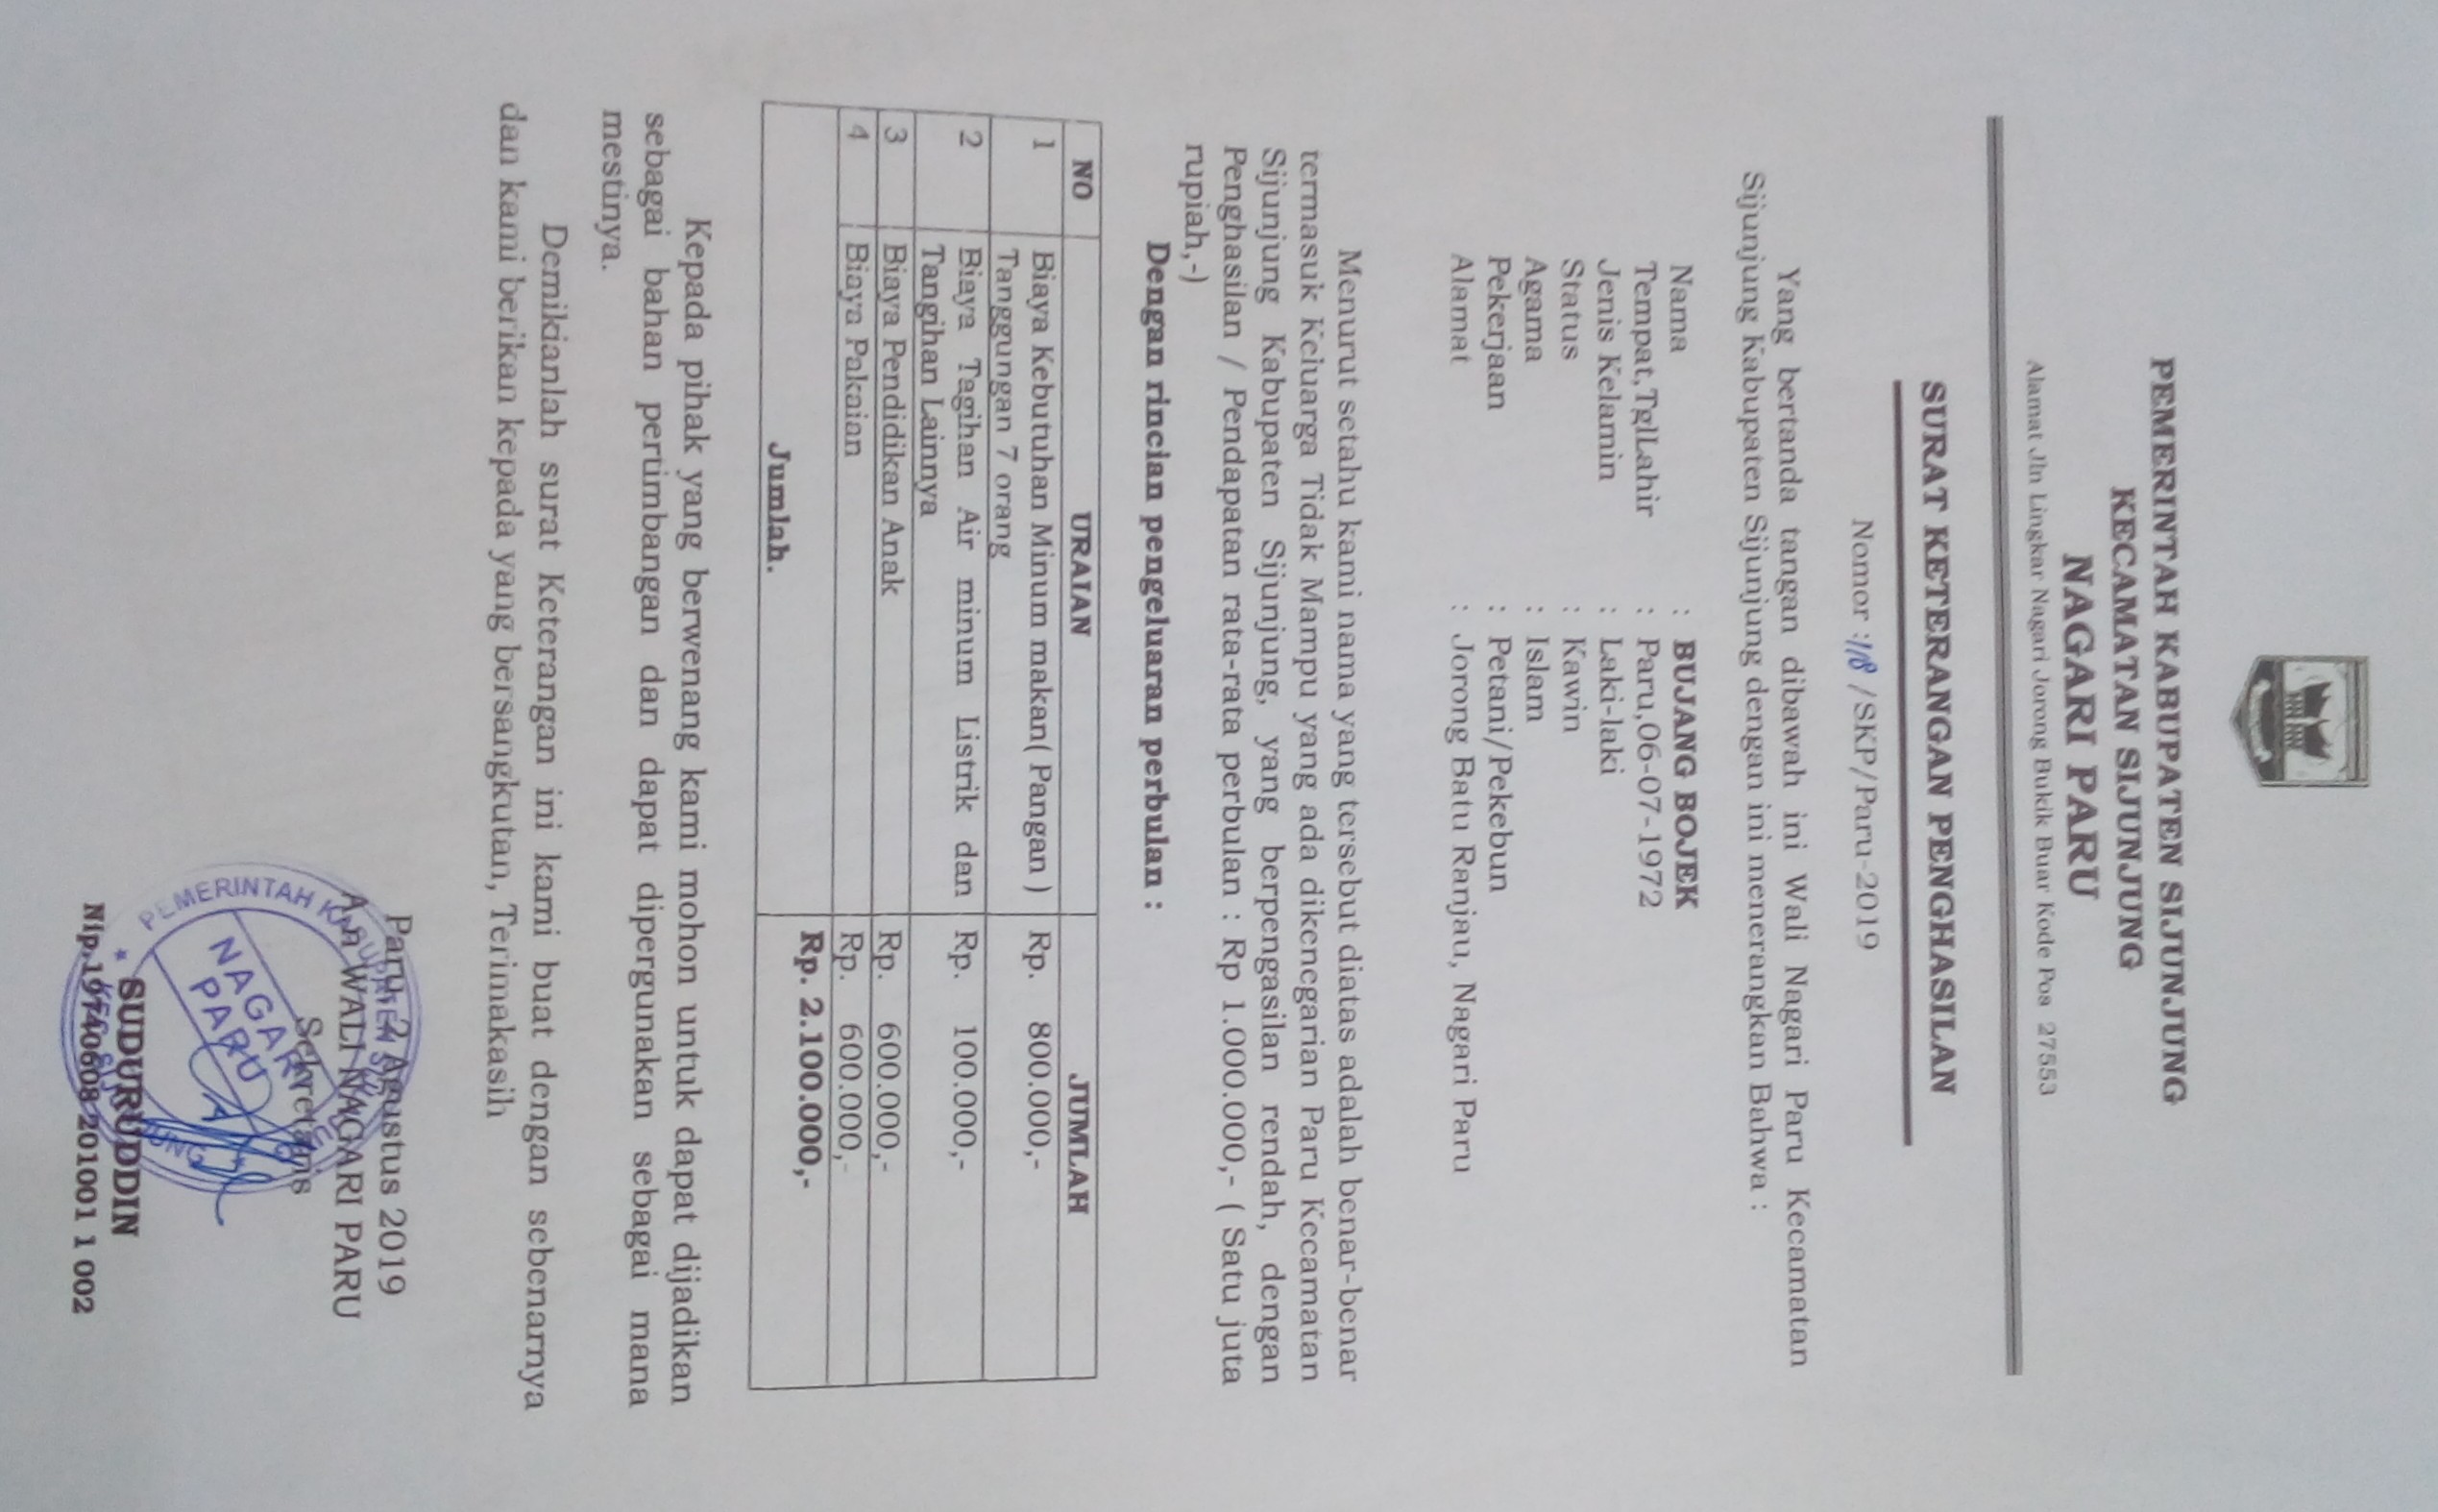 PEMERINTAH KABUPATEN SIJUNJUNG
KECAMATAN SIJUNJUNG
NAGARI PARU
Alamat Jln Lingkar Nagari Jorong Bukik Buar Kode Pos 27553
SURAT KETERANGAN PENGHASILAN
Nomor : 118 /SKP/Paru-2019
Yang bertanda tangan dibawah ini Wali Nagari Paru Kecamatan
Sijunjung Kabupaten Sijunjung dengan ini menerangkan Bahwa :
Nama : BUJANG BOJEK
Tempat,TglLahir : Paru,06-07-1972
Jenis Kelamin : Laki-laki
Status : Kawin
Agama : Islam
Pekerjaan : Petani/Pekebun
Alamat : Jorong Batu Ranjau, Nagari Paru
Menurut setahu kami nama yang tersebut diatas adalah benar-benar
termasuk Keluarga Tidak Mampu yang ada dikenegarian Paru Kecamatan
Sijunjung Kabupaten Sijunjung, yang berpengasilan rendah, dengan
Penghasilan / Pendapatan rata-rata perbulan : Rp 1.000.000,- ( Satu juta
rupiah,-)
Dengan rincian pengeluaran perbulan :
NO URAIAN JUMLAH
1 Biaya Kebutuhan Minum makan( Pangan ) Rp. 800.000,-
Tanggungan 7 orang
2 Biaya Tagihan Air minum Listrik dan Rp. 100.000,-
Tangihan Lainnya
3 Biaya Pendidikan Anak Rp. 600.000,-
4 Biaya Pakaian Rp. 600.000,-
Jumlah. Rp. 2.100.000,-
Kepada pihak yang berwenang kami mohon untuk dapat dijadikan
sebagai bahan pertimbangan dan dapat dipergunakan sebagai mana
mestinya.
Demikianlah surat Keterangan ini kami buat dengan sebenarnya
dan kami berikan kepada yang bersangkutan, Terimakasih
Paru, 2 Agustus 2019
A.n WALI NAGARI PARU
Sekretaris
PEMERINTAH KABUPATEN
NAGARI
PARU
SUDURUDDIN
Nip.19740608 201001 1 002